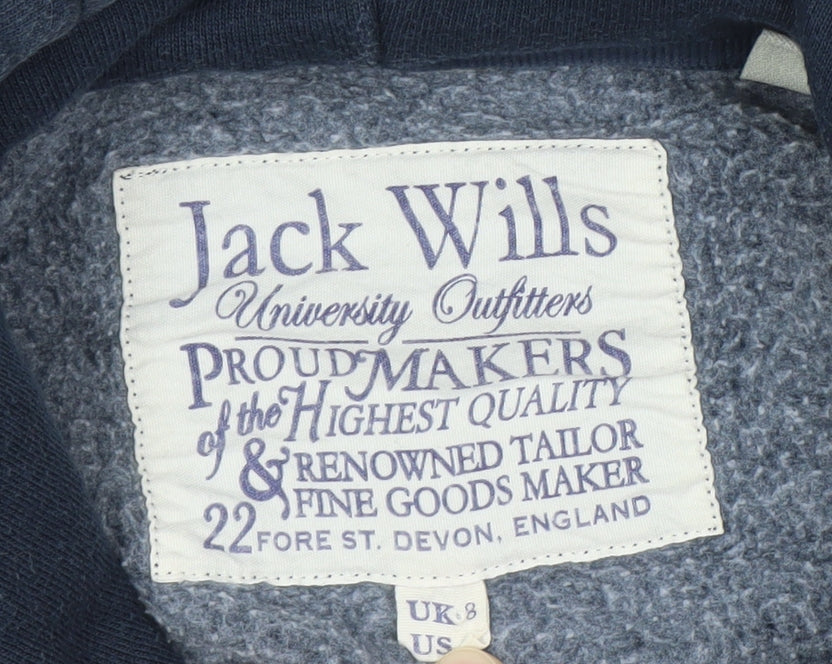 Jack Wills
University Outfitters
PROUD MAKERS
of the HIGHEST QUALITY
& RENOWNED TAILOR
FINE GOODS MAKER
22 FORE ST. DEVON, ENGLAND
UK 8
US